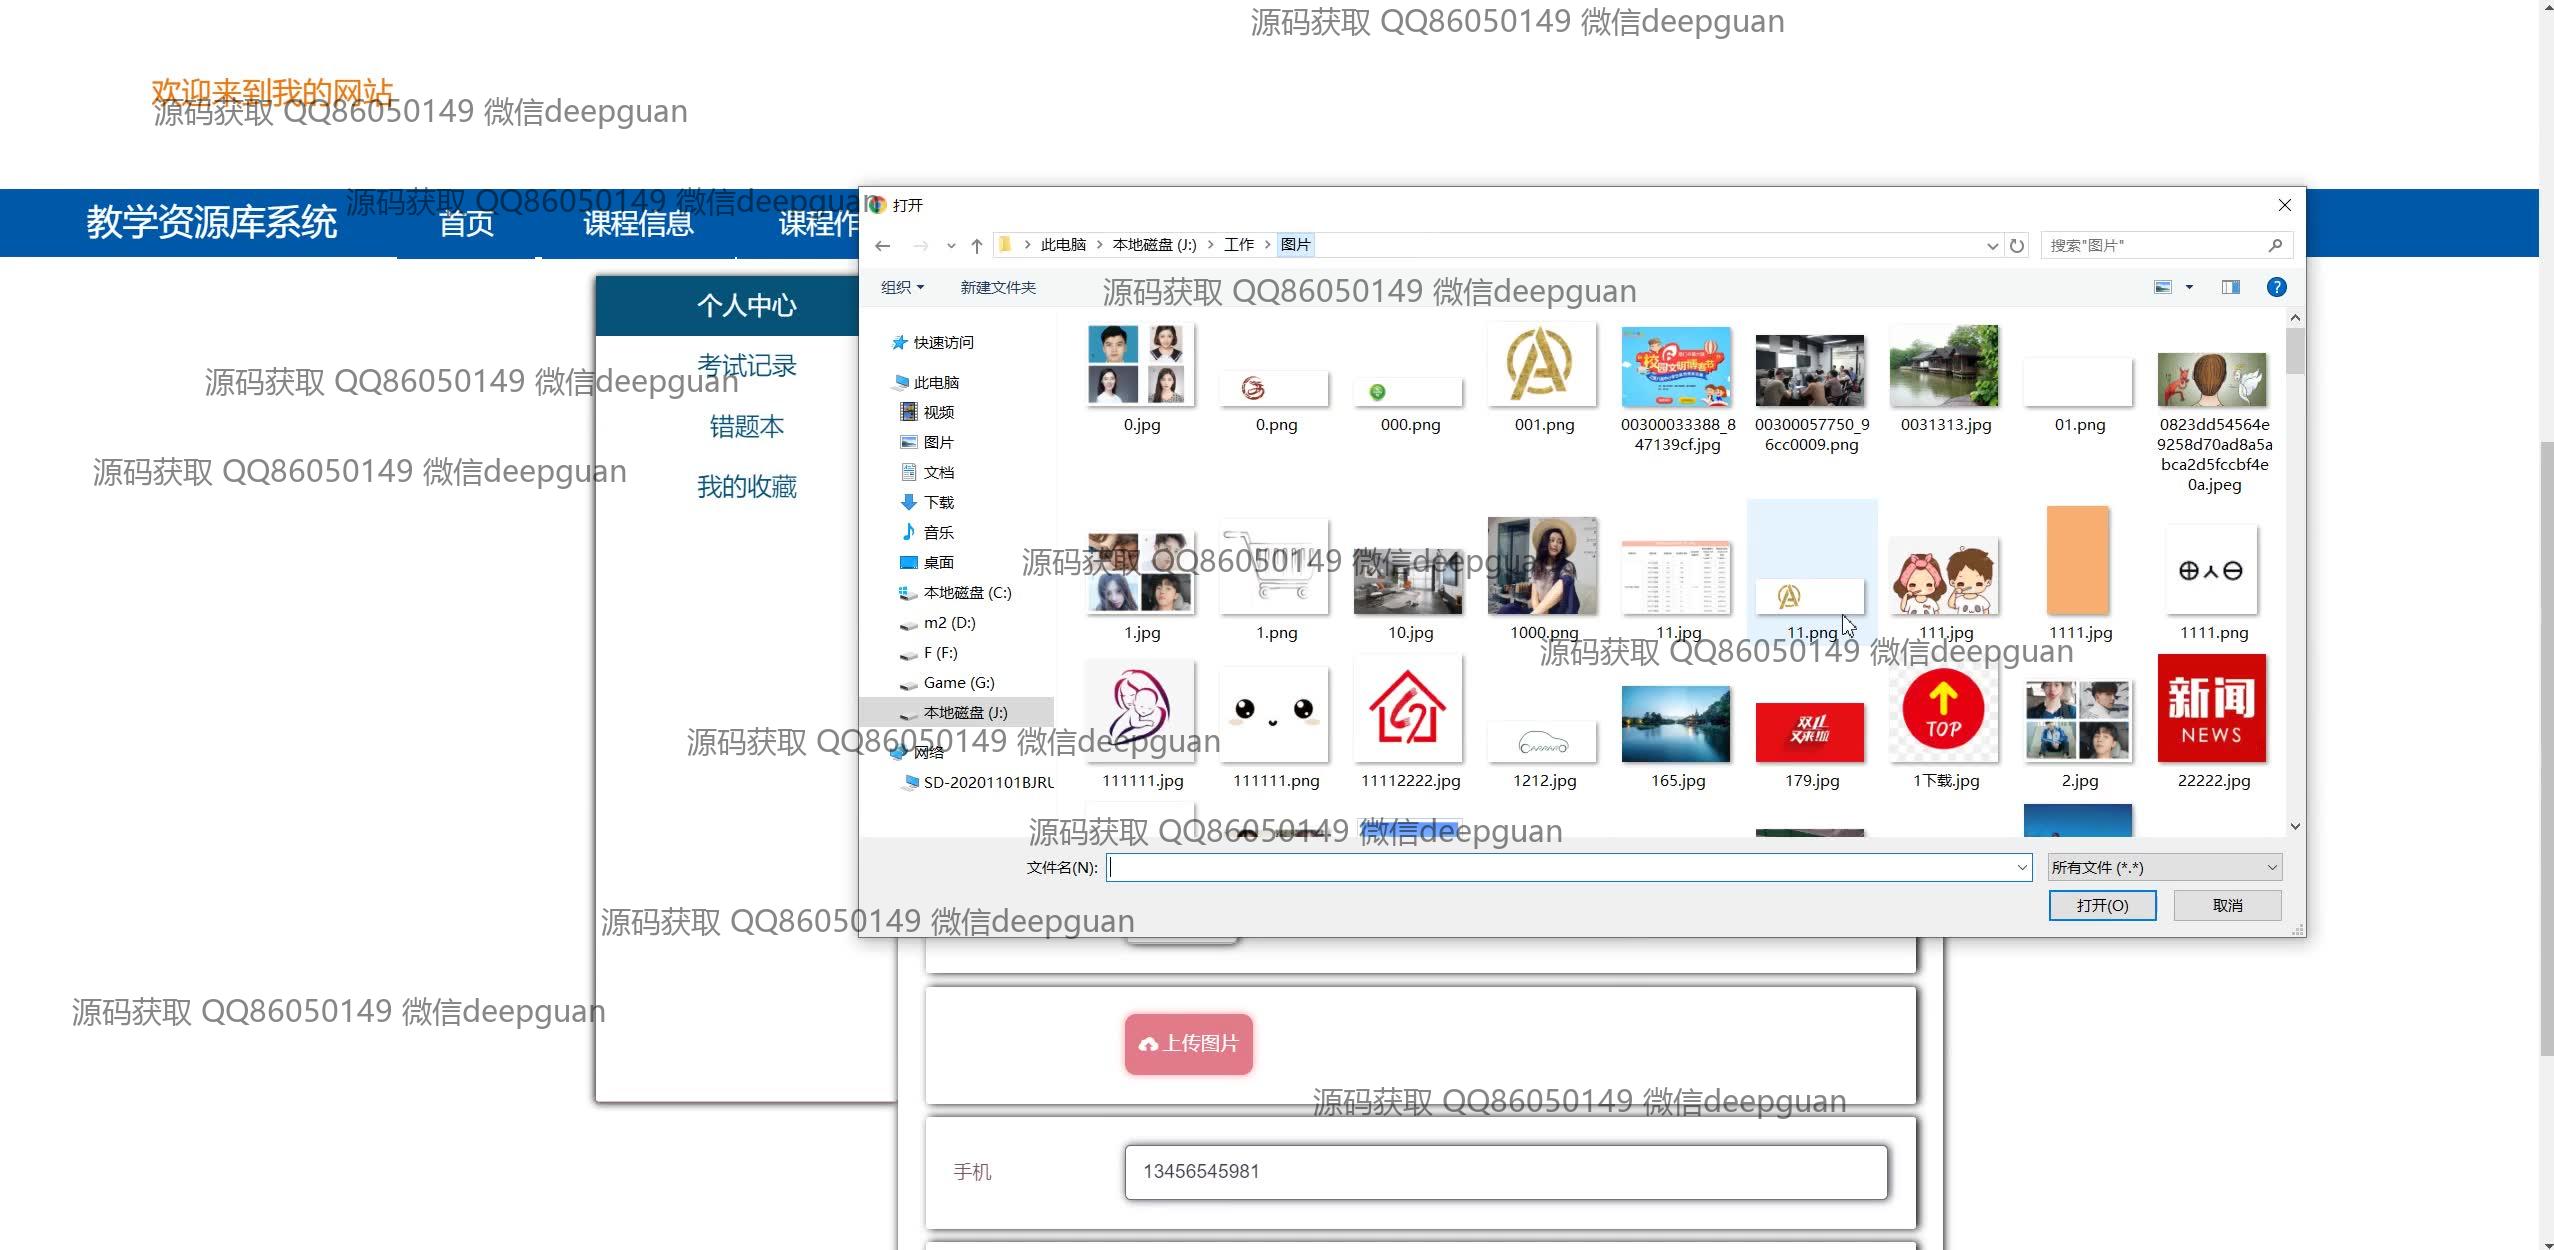 源码获取 QQ86050149 微信deepguan
欢迎来到我的网站
源码获取 QQ86050149 微信deepguan
源码获取 QQ86050149 微信deepguan
教学资源库系统
首页
课程信息
课程作
打开
此电脑 > 本地磁盘 (J:) > 工作 > 图片
搜索"图片"
组织
新建文件夹
源码获取 QQ86050149 微信deepguan
个人中心
考试记录
错题本
我的收藏
源码获取 QQ86050149 微信deepguan
源码获取 QQ86050149 微信deepguan
快速访问
此电脑
视频
图片
文档
下载
音乐
桌面
本地磁盘 (C:)
m2 (D:)
F (F:)
Game (G:)
本地磁盘 (J:)
网络
SD-20201101BJRU
0.jpg
0.png
000.png
001.png
00300033388_8
47139cf.jpg
00300057750_9
6cc0009.png
0031313.jpg
01.png
0823dd54564e
9258d70ad8a5a
bca2d5fccbf4e
0a.jpeg
源码获取 QQ86050149 微信deepguan
1.jpg
1.png
10.jpg
1000.png
11.jpg
11.png
111.jpg
1111.jpg
1111.png
源码获取 QQ86050149 微信deepguan
TOP
新闻
NEWS
源码获取 QQ86050149 微信deepguan
111111.jpg
111111.png
11112222.jpg
1212.jpg
165.jpg
179.jpg
1下载.jpg
2.jpg
22222.jpg
源码获取 QQ86050149 微信deepguan
文件名(N):
所有文件 (*.*)
打开(O)
取消
源码获取 QQ86050149 微信deepguan
源码获取 QQ86050149 微信deepguan
上传图片
源码获取 QQ86050149 微信deepguan
手机
13456545981